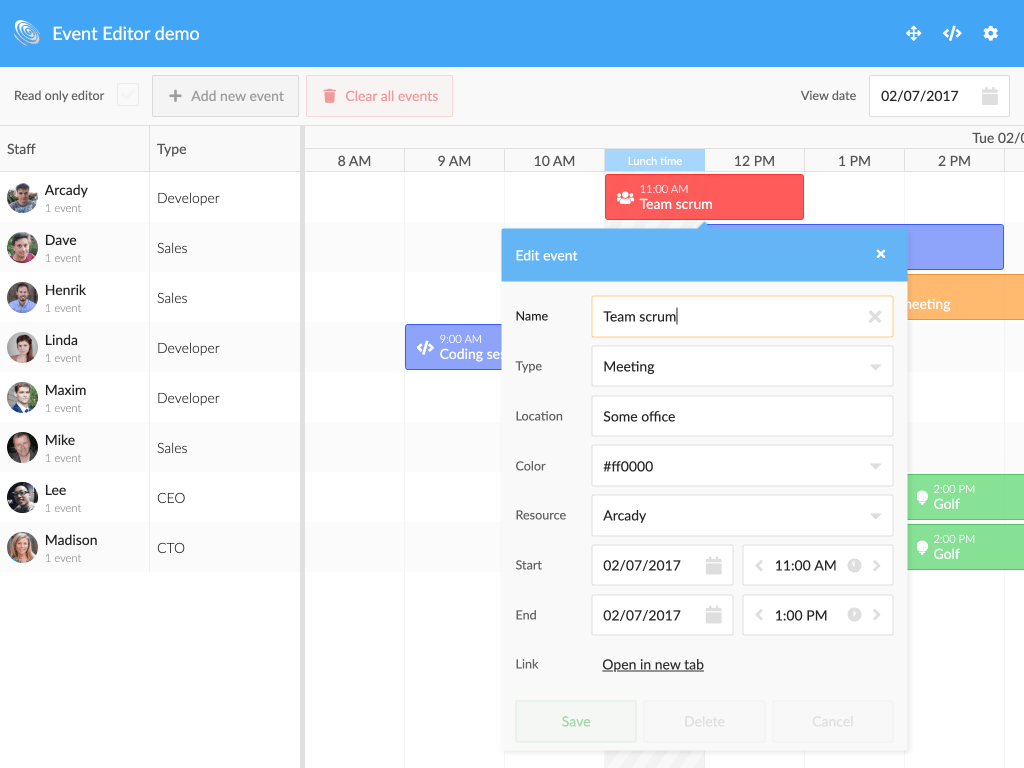 Event Editor demo
Read only editor
Add new event
Clear all events
View date
02/07/2017
Staff
Type
Tue 02/0
8 AM
9 AM
10 AM
Lunch time
12 PM
1 PM
2 PM
Arcady
1 event
Developer
11:00 AM
Team scrum
Dave
1 event
Sales
Henrik
1 event
Sales
meeting
Linda
1 event
Developer
9:00 AM
Coding se
Maxim
1 event
Developer
Mike
1 event
Sales
Lee
1 event
CEO
2:00 PM
Golf
Madison
1 event
CTO
2:00 PM
Golf
Edit event
Name
Team scrum
Type
Meeting
Location
Some office
Color
#ff0000
Resource
Arcady
Start
02/07/2017
11:00 AM
End
02/07/2017
1:00 PM
Link
Open in new tab
Save
Delete
Cancel